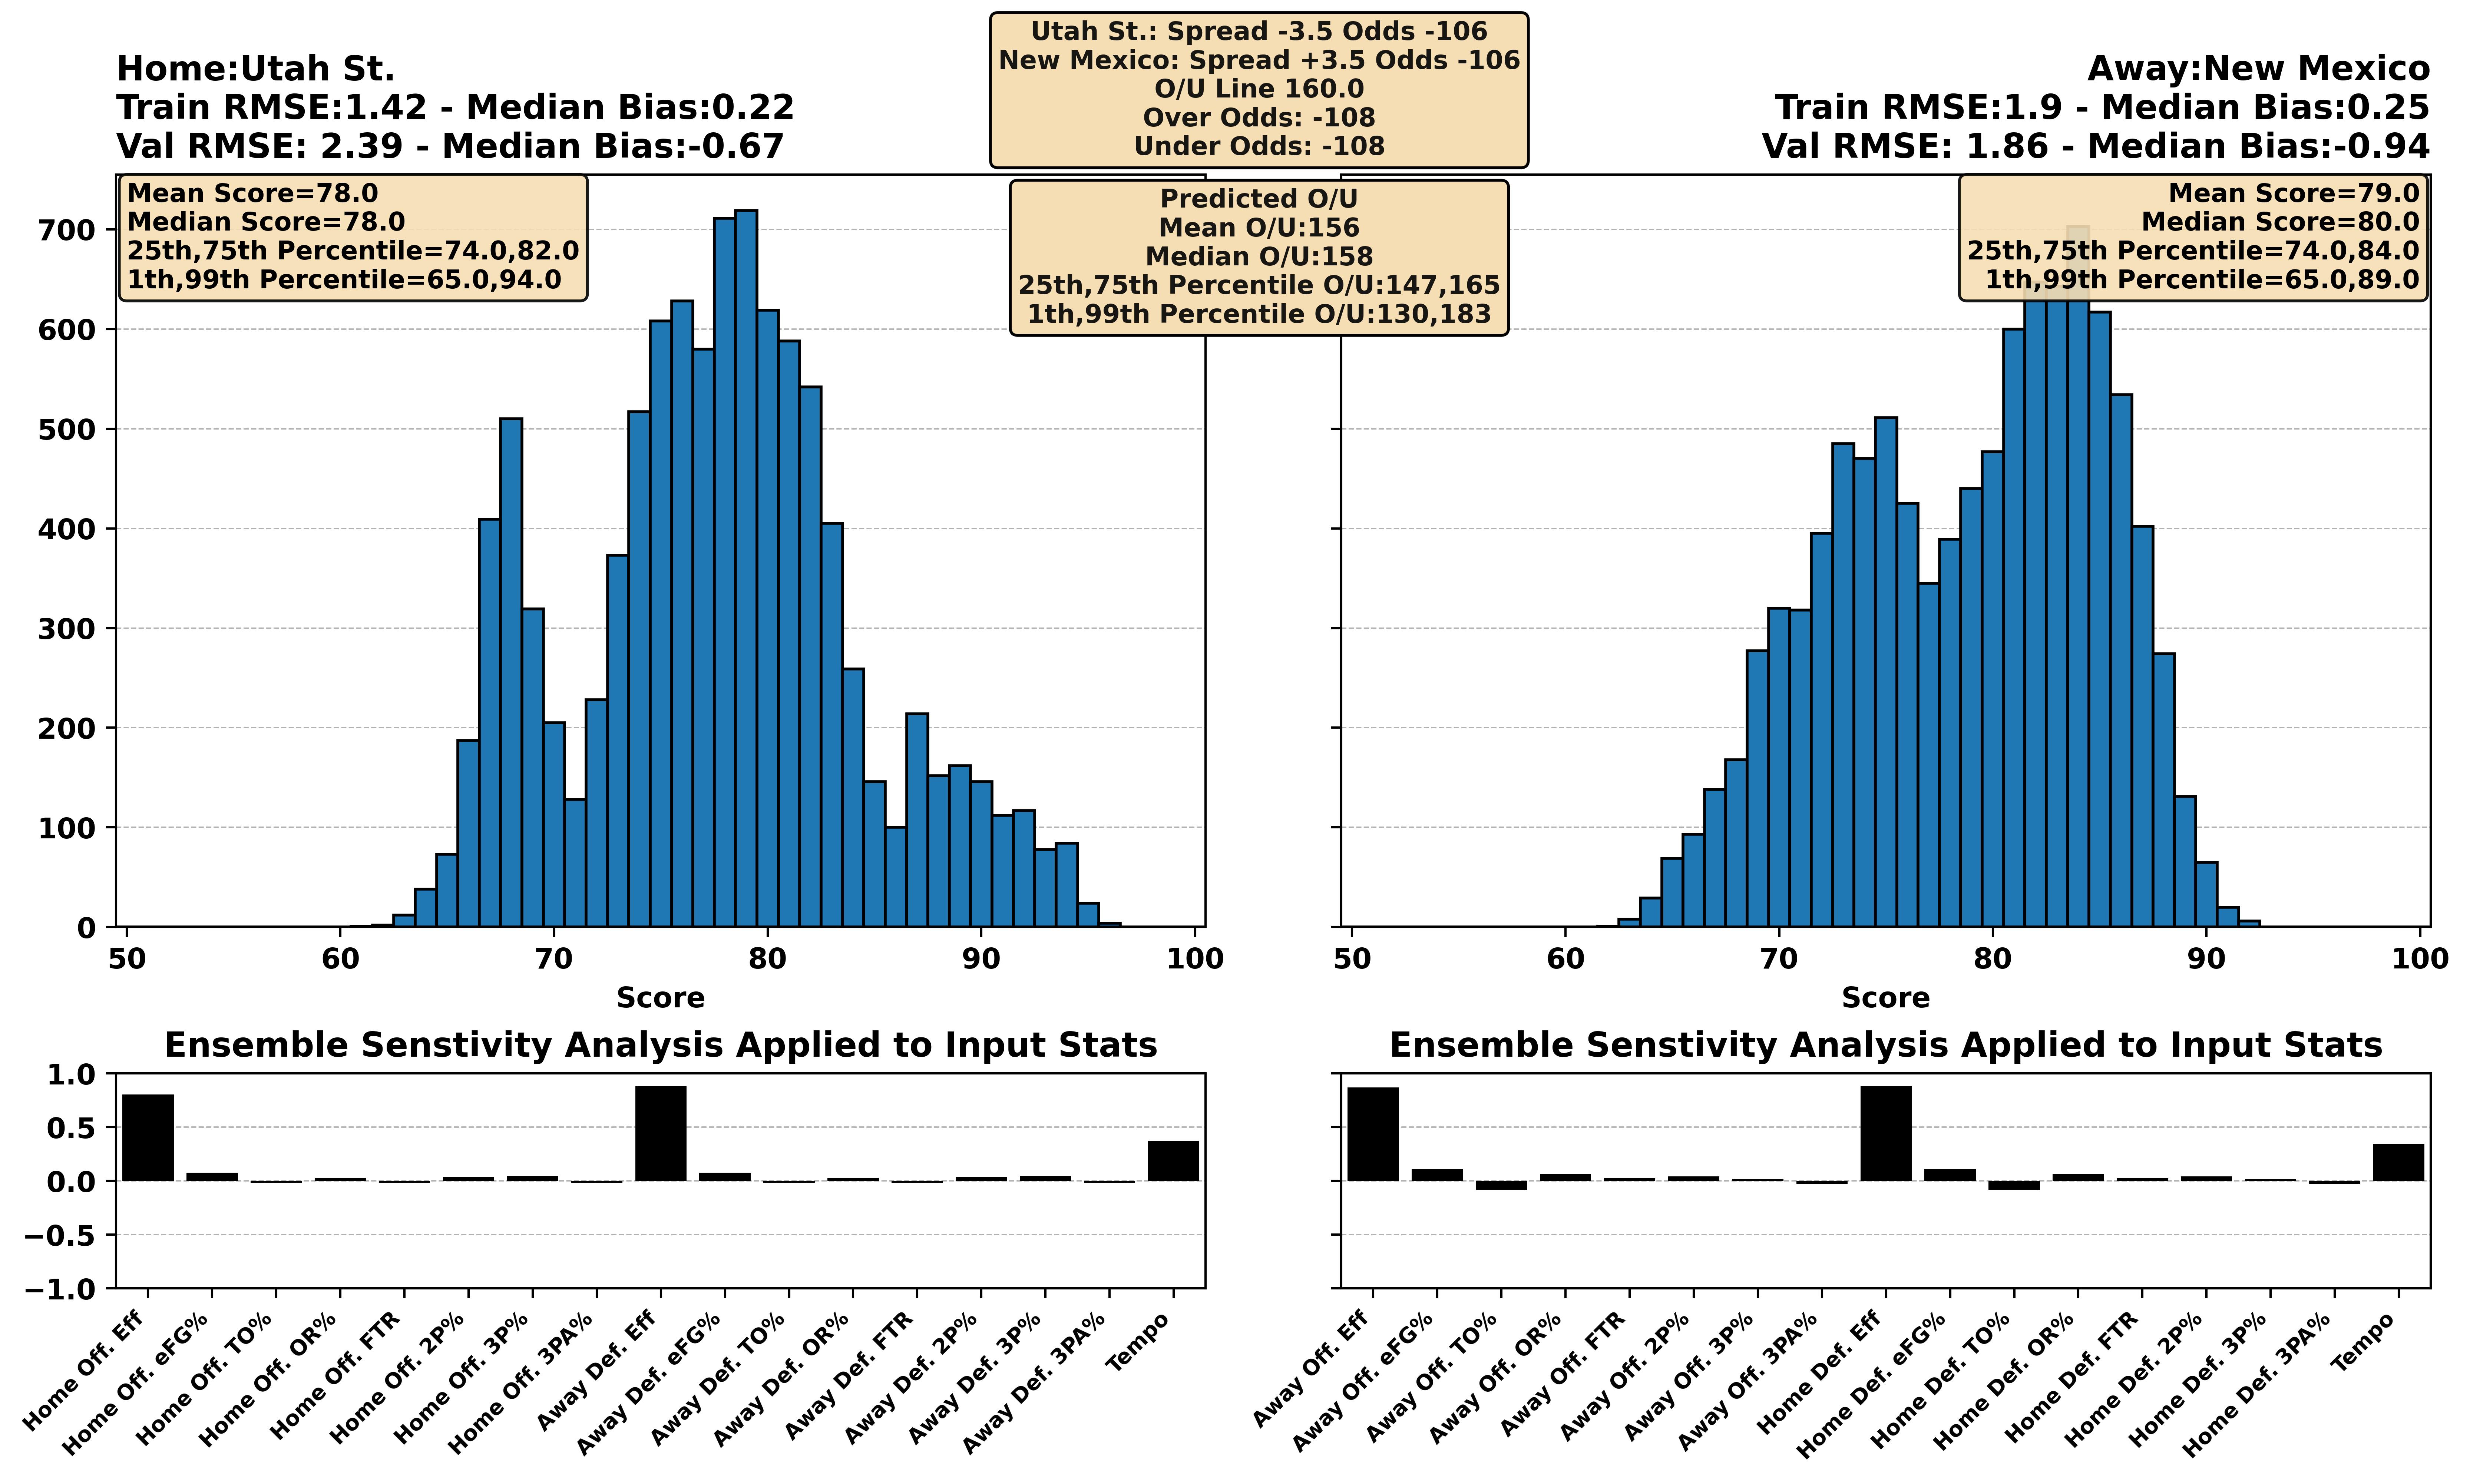 Utah St.: Spread -3.5 Odds -106
New Mexico: Spread +3.5 Odds -106
O/U Line 160.0
Over Odds: -108
Under Odds: -108
Home:Utah St.
Train RMSE:1.42 - Median Bias:0.22
Val RMSE: 2.39 - Median Bias:-0.67
Away:New Mexico
Train RMSE:1.9 - Median Bias:0.25
Val RMSE: 1.86 - Median Bias:-0.94
Mean Score=78.0
Median Score=78.0
25th,75th Percentile=74.0,82.0
1th,99th Percentile=65.0,94.0
Predicted O/U
Mean O/U:156
Median O/U:158
25th,75th Percentile O/U:147,165
1th,99th Percentile O/U:130,183
Mean Score=79.0
Median Score=80.0
25th,75th Percentile=74.0,84.0
1th,99th Percentile=65.0,89.0
700
600
500
400
300
200
100
0
50 60 70 80 90 100
Score
50 60 70 80 90 100
Score
Ensemble Senstivity Analysis Applied to Input Stats
1.0
0.5
0.0
−0.5
−1.0
Home Off. Eff
Home Off. eFG%
Home Off. TO%
Home Off. OR%
Home Off. FTR
Home Off. 2P%
Home Off. 3P%
Home Off. 3PA%
Away Def. Eff
Away Def. eFG%
Away Def. TO%
Away Def. OR%
Away Def. FTR
Away Def. 2P%
Away Def. 3P%
Away Def. 3PA%
Tempo
Ensemble Senstivity Analysis Applied to Input Stats
Away Off. Eff
Away Off. eFG%
Away Off. TO%
Away Off. OR%
Away Off. FTR
Away Off. 2P%
Away Off. 3P%
Away Off. 3PA%
Home Def. Eff
Home Def. eFG%
Home Def. TO%
Home Def. OR%
Home Def. FTR
Home Def. 2P%
Home Def. 3P%
Home Def. 3PA%
Tempo